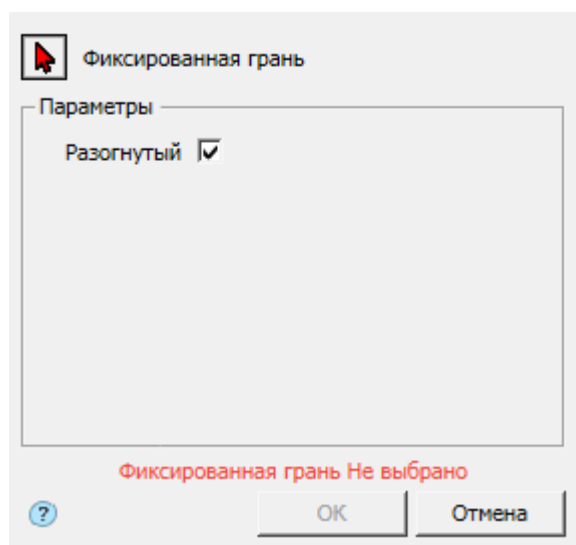 Фиксированная грань
Параметры
Разогнутый
Фиксированная грань Не выбрано
?
OK
Отмена